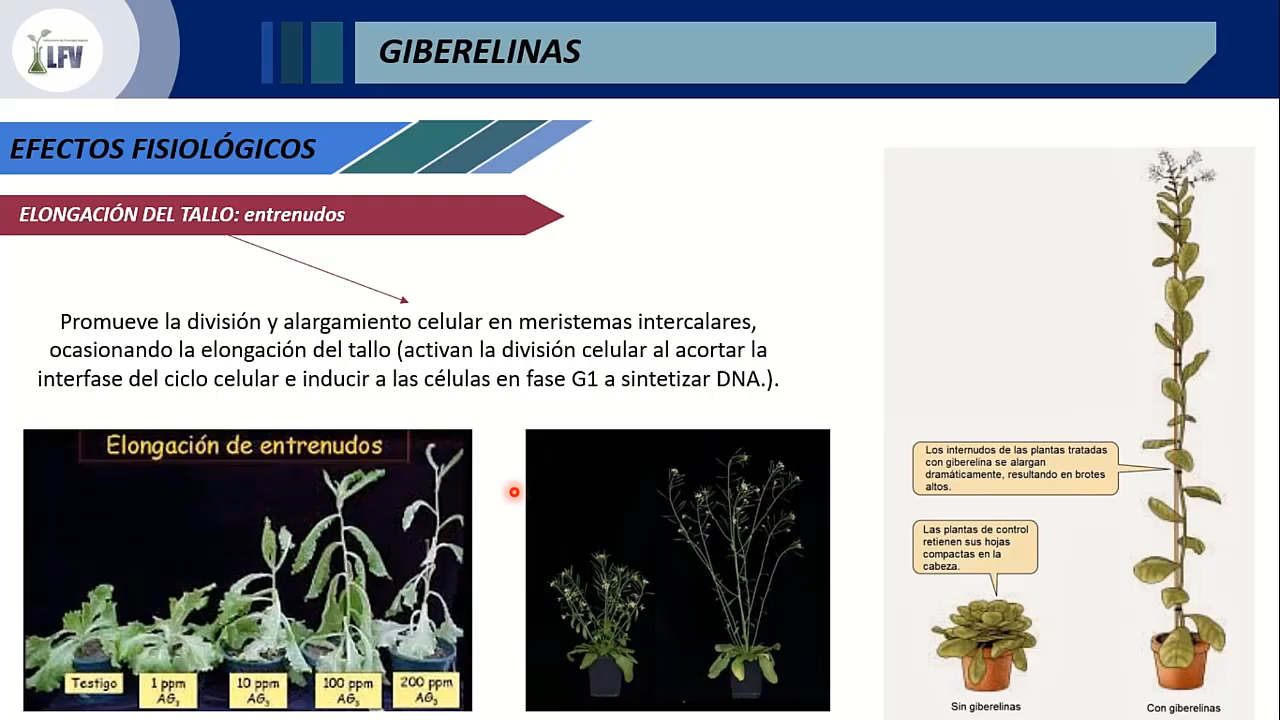 LFV
GIBERELINAS
EFECTOS FISIOLÓGICOS
ELONGACIÓN DEL TALLO: entrenudos
Promueve la división y alargamiento celular en meristemas intercalares,
ocasionando la elongación del tallo (activan la división celular al acortar la
interfase del ciclo celular e inducir a las células en fase G1 a sintetizar DNA.).
Elongación de entrenudos
Testigo
1 ppm
AG3
10 ppm
AG3
100 ppm
AG3
200 ppm
AG3
Los internudos de las plantas tratadas
con giberelina se alargan
dramáticamente, resultando en brotes
altos.
Las plantas de control
retienen sus hojas
compactas en la
cabeza.
Sin giberelinas
Con giberelinas